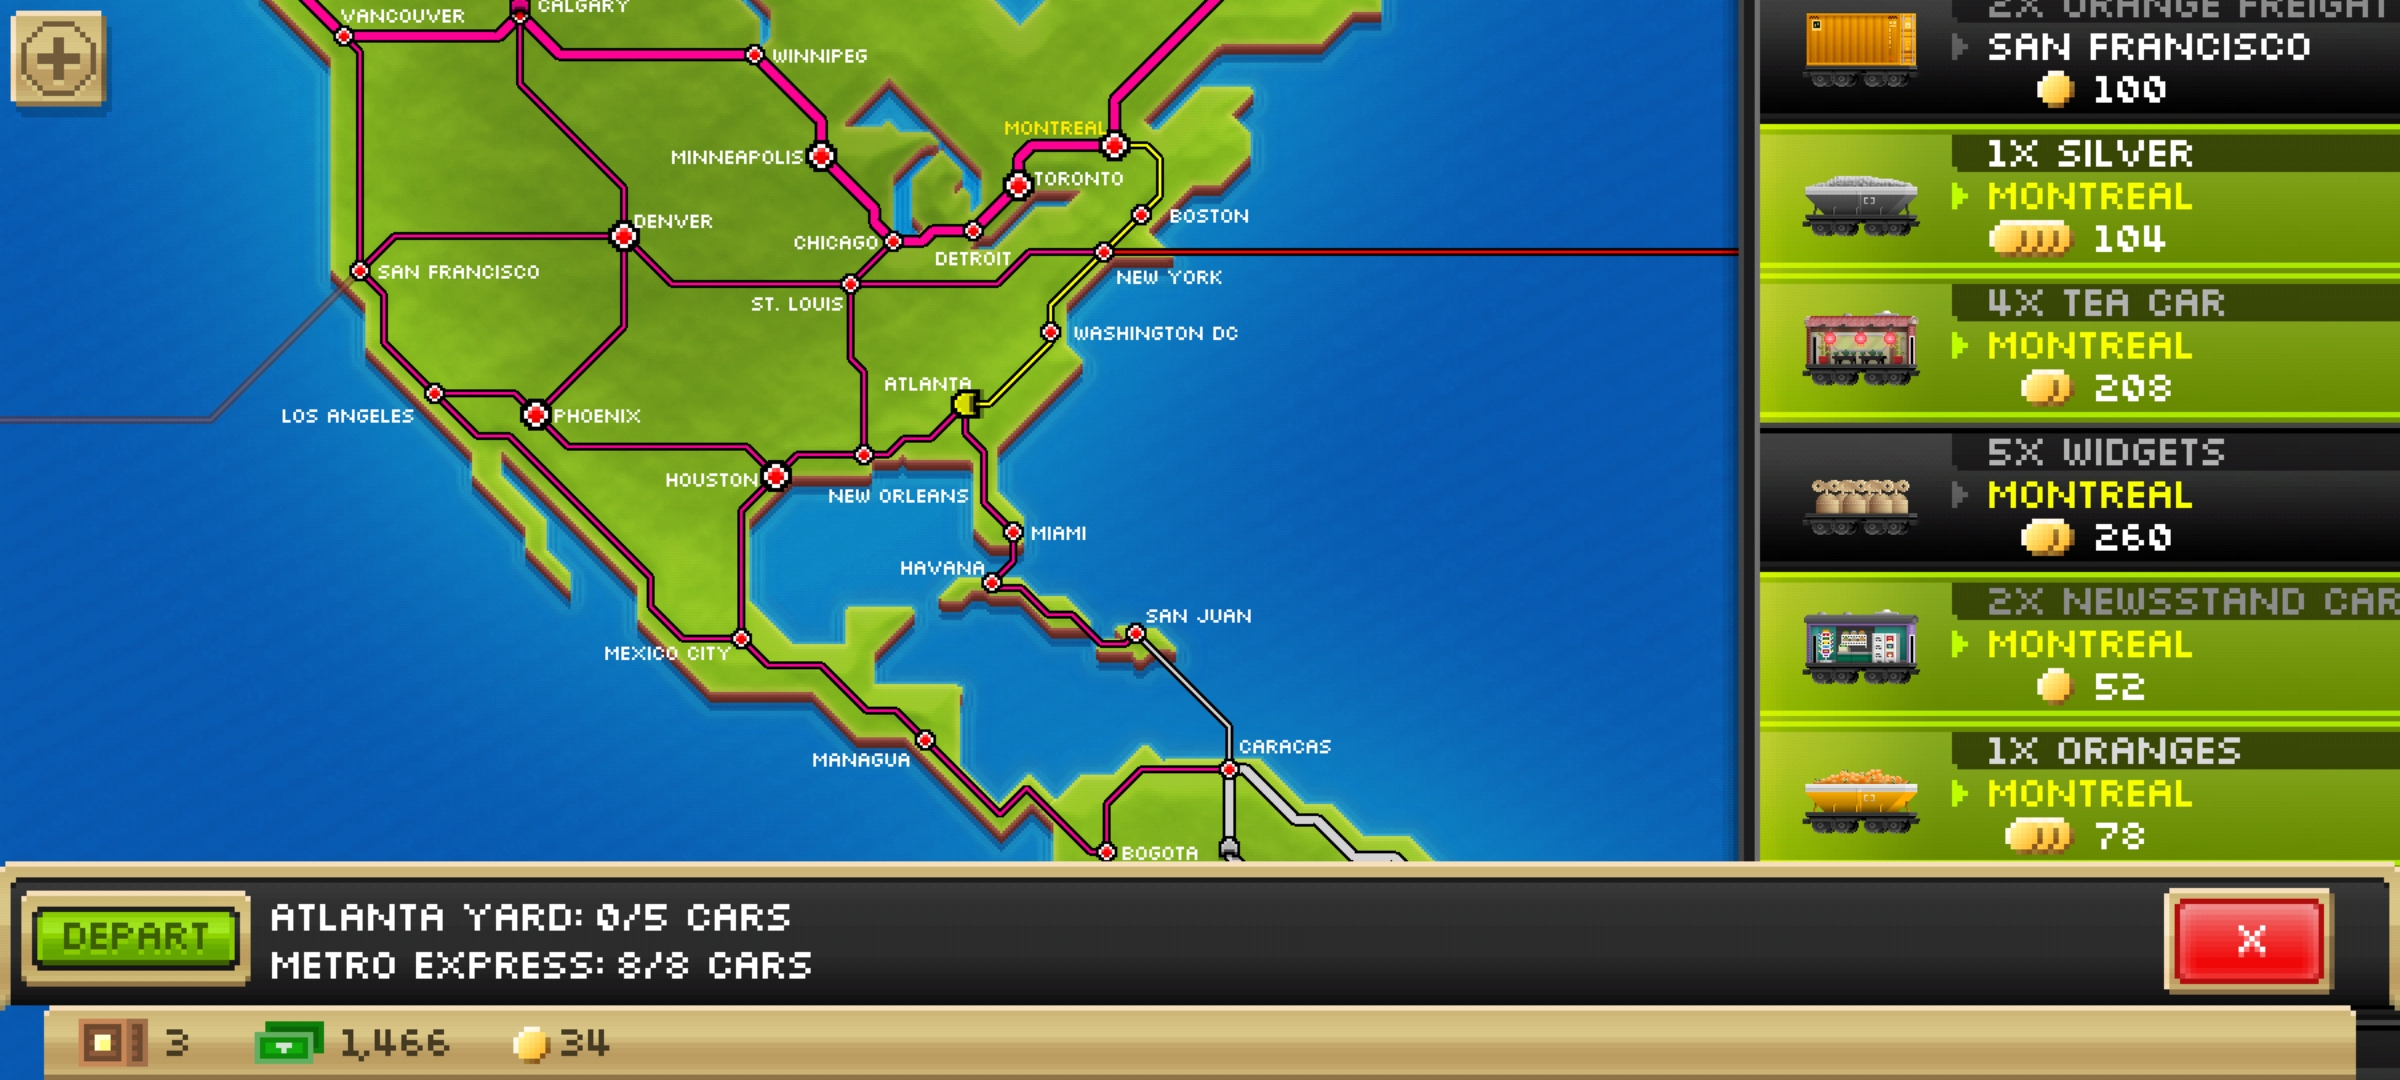 VANCOUVER
CALGARY
WINNIPEG
MONTREAL
MINNEAPOLIS
TORONTO
DENVER
BOSTON
CHICAGO
DETROIT
SAN FRANCISCO
NEW YORK
ST. LOUIS
WASHINGTON DC
ATLANTA
LOS ANGELES
PHOENIX
HOUSTON
NEW ORLEANS
MIAMI
HAVANA
SAN JUAN
MEXICO CITY
CARACAS
MANAGUA
BOGOTA
2X ORANGE FREIGHT
SAN FRANCISCO
100
1X SILVER
MONTREAL
104
4X TEA CAR
MONTREAL
208
5X WIDGETS
MONTREAL
260
2X NEWSSTAND CAR
MONTREAL
52
1X ORANGES
MONTREAL
78
DEPART
ATLANTA YARD: 0/5 CARS
METRO EXPRESS: 8/8 CARS
X
3
1,466
34